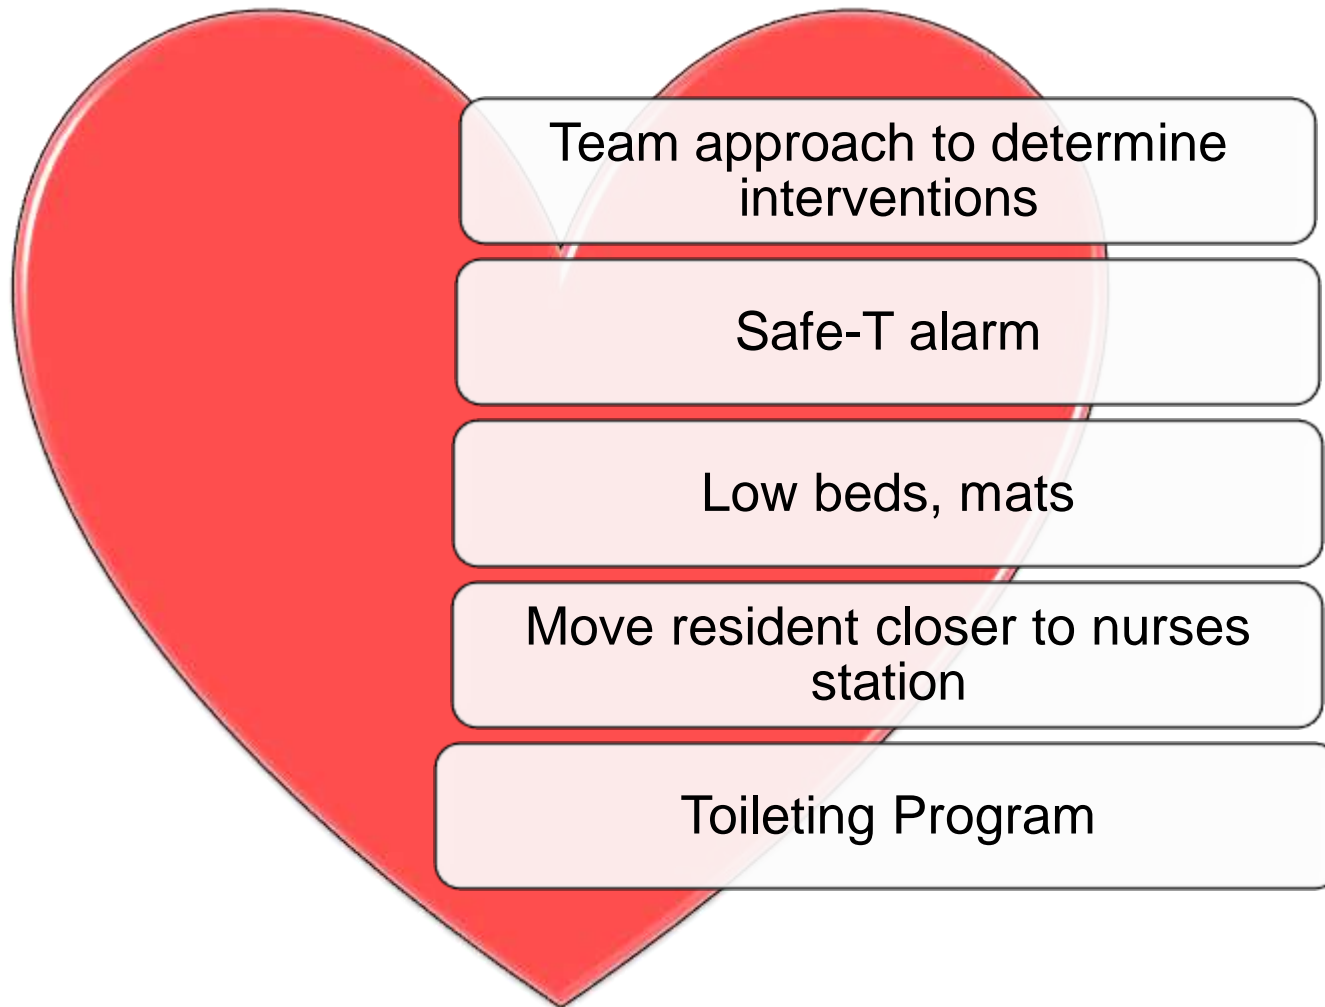 Team approach to determine
interventions
Safe-T alarm
Low beds, mats
Move resident closer to nurses
station
Toileting Program